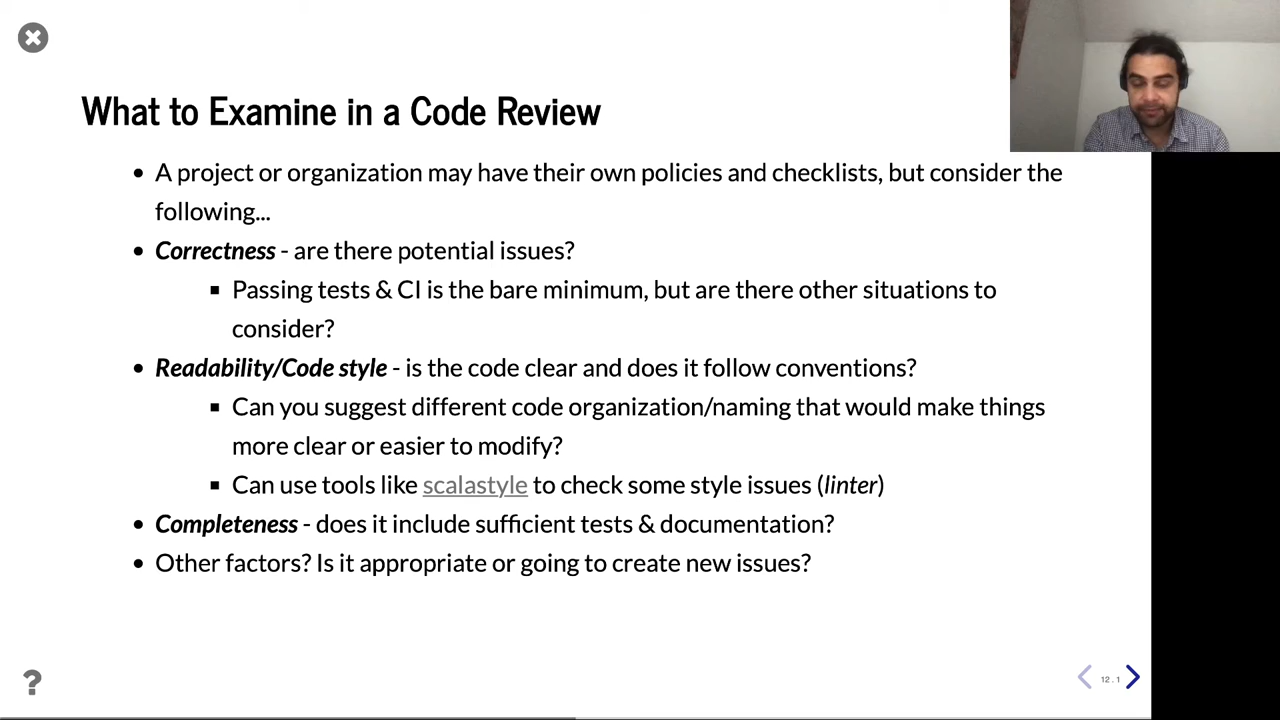 What to Examine in a Code Review
• A project or organization may have their own policies and checklists, but consider the
following...
• Correctness - are there potential issues?
▪ Passing tests & CI is the bare minimum, but are there other situations to
consider?
• Readability/Code style - is the code clear and does it follow conventions?
▪ Can you suggest different code organization/naming that would make things
more clear or easier to modify?
▪ Can use tools like scalastyle to check some style issues (linter)
• Completeness - does it include sufficient tests & documentation?
• Other factors? Is it appropriate or going to create new issues?
?
12 . 1